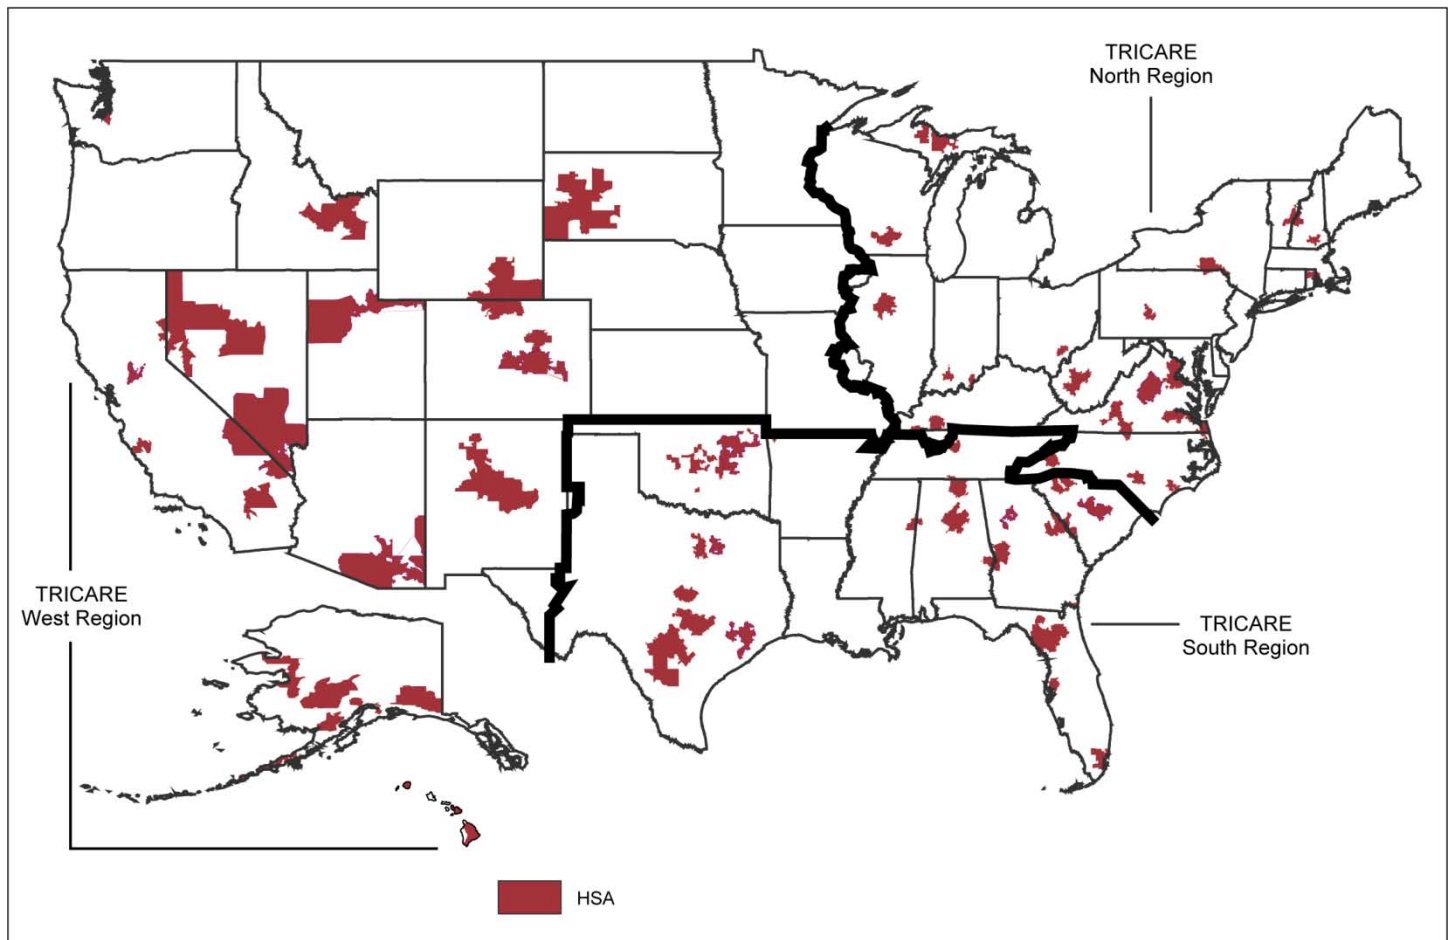 TRICARE
North Region
TRICARE
West Region
TRICARE
South Region
HSA